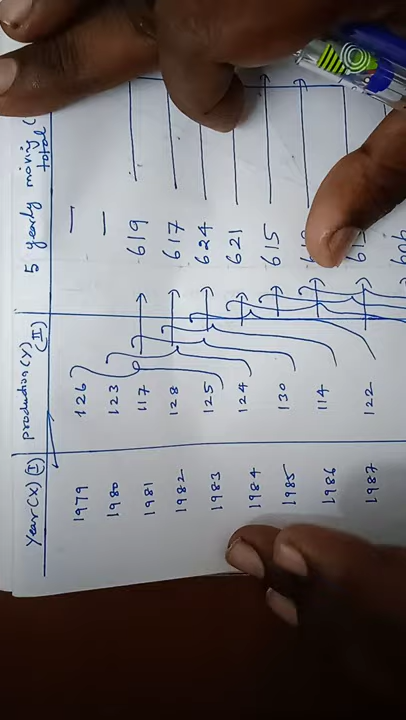 Year(x)(I) production(y) (II) 5 yearly moving total
1979 126 —
1980 123 —
1981 117 619
1982 128 617
1983 125 624
1984 124 621
1985 130 615
1986 114
1987 122